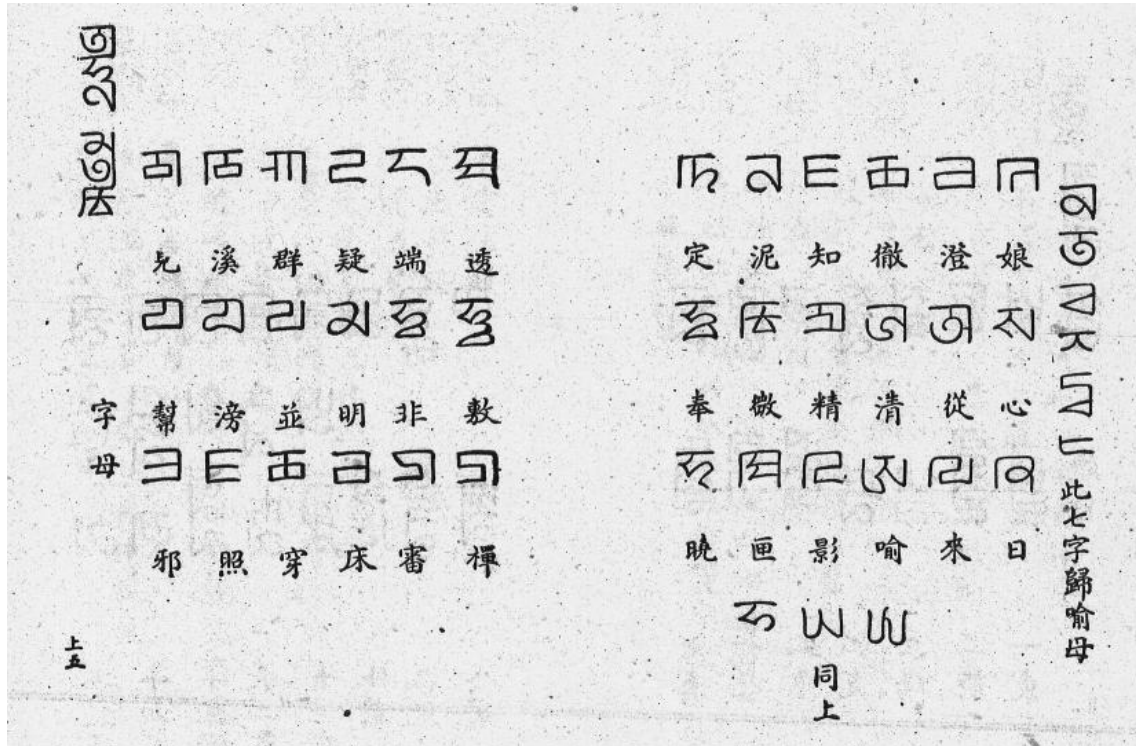 字母
ꡂ 見 ꡎ 幫 ꡕ 邪
ꡁ 溪 ꡍ 滂 ꡆ 照
ꡀ 群 ꡌ 並 ꡅ 穿
ꡃ 疑 ꡏ 明 ꡄ 床
ꡊ 端 ꡤ 非 ꡚ 審
ꡉ 透 ꡤ 敷 ꡚ 禪
ꡈ 定 ꡤ 奉 ꡜ 曉
ꡋ 泥 ꡓ 微 ꡣ 匣 ꡜ
ꡆ 知 ꡒ 精 ꡖ 影
ꡅ 徹 ꡑ 清 ꡝ 喻 ꡗ
同上
ꡄ 澄 ꡐ 從 ꡙ 來
ꡇ 娘 ꡛ 心 ꡔ 日
此七字歸喻母
上五